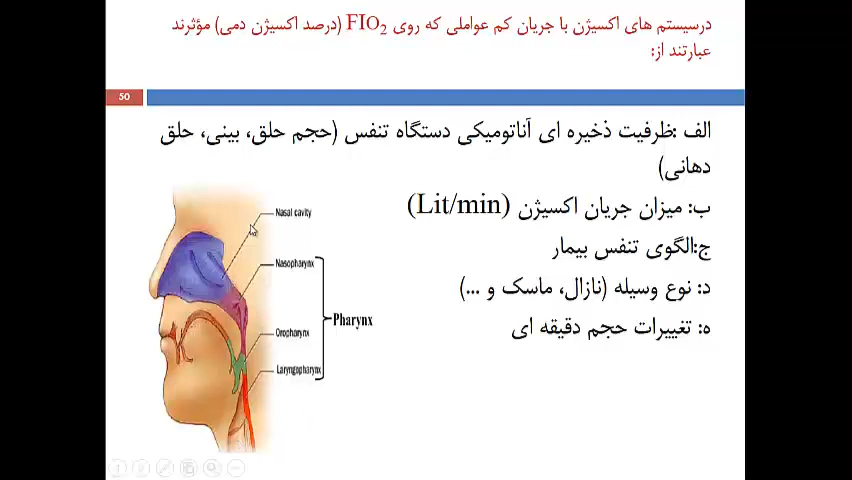 درسیستم های اکسیژن با جریان کم عواملی که روی FIO2 (درصد اکسیژن دمی) مؤثرند
عبارتند از:
50
الف :ظرفیت ذخیره ای آناتومیکی دستگاه تنفس (حجم حلق، بینی، حلق
دهانی)
ب: میزان جریان اکسیژن (Lit/min)
ج:الگوی تنفس بیمار
د: نوع وسیله (نازال، ماسک و ...)
ه: تغییرات حجم دقیقه ای
Nasal cavity
Nasopharynx
Pharynx
Oropharynx
Laryngopharynx